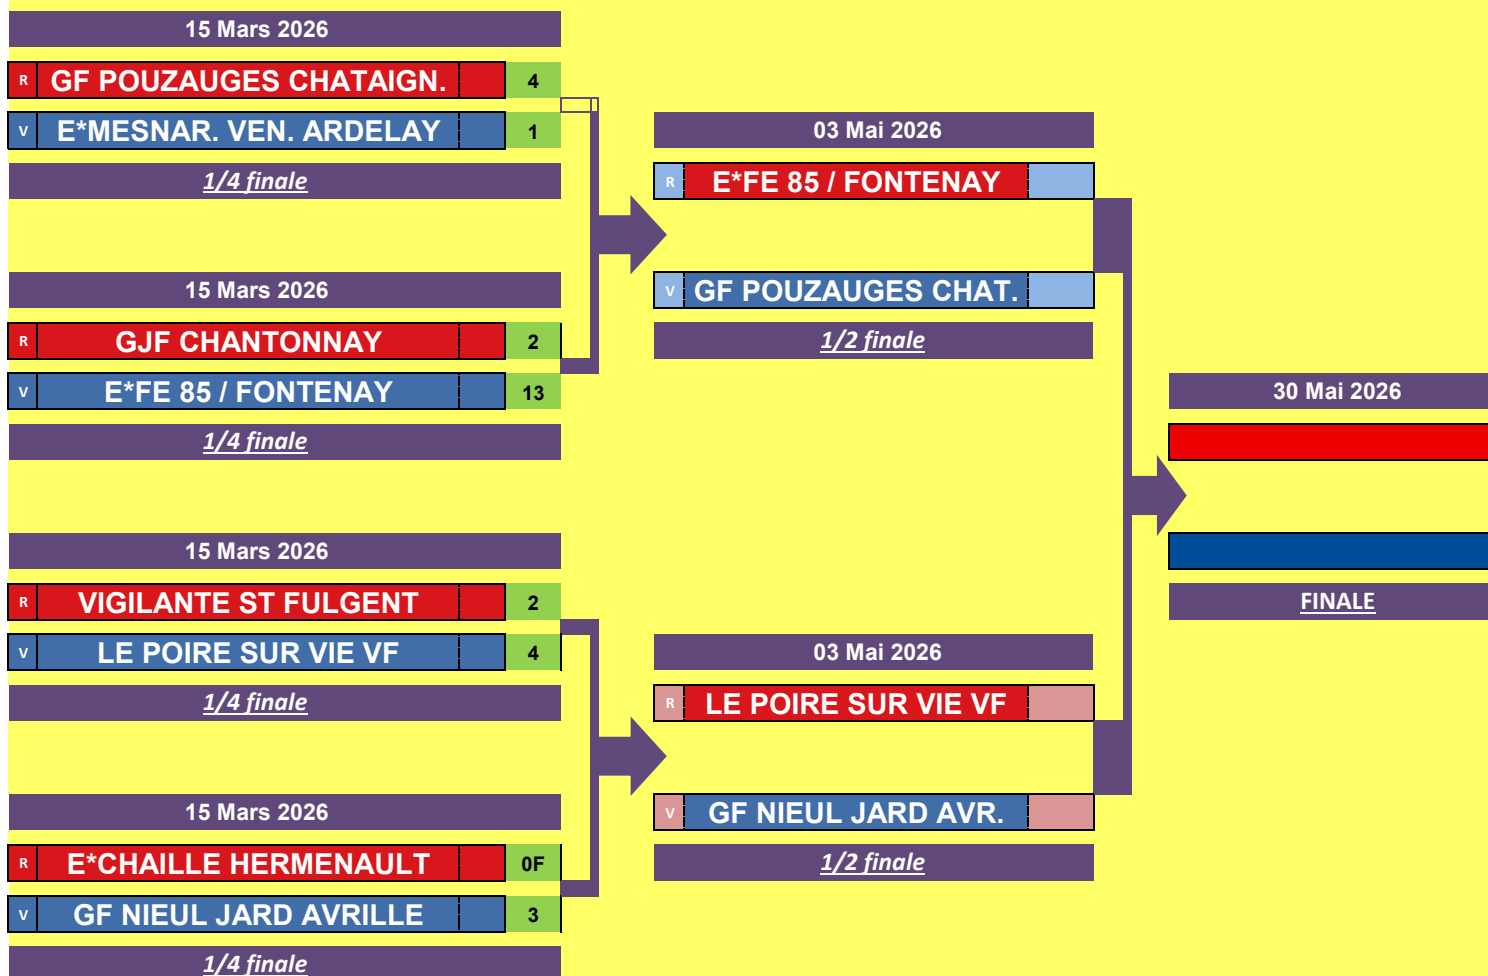 15 Mars 2026
R GF POUZAUGES CHATAIGN. 4
V E*MESNAR. VEN. ARDELAY 1
1/4 finale
15 Mars 2026
R GJF CHANTONNAY 2
V E*FE 85 / FONTENAY 13
1/4 finale
15 Mars 2026
R VIGILANTE ST FULGENT 2
V LE POIRE SUR VIE VF 4
1/4 finale
15 Mars 2026
R E*CHAILLE HERMENAULT 0F
V GF NIEUL JARD AVRILLE 3
1/4 finale
03 Mai 2026
R E*FE 85 / FONTENAY
V GF POUZAUGES CHAT.
1/2 finale
03 Mai 2026
R LE POIRE SUR VIE VF
V GF NIEUL JARD AVR.
1/2 finale
30 Mai 2026
FINALE